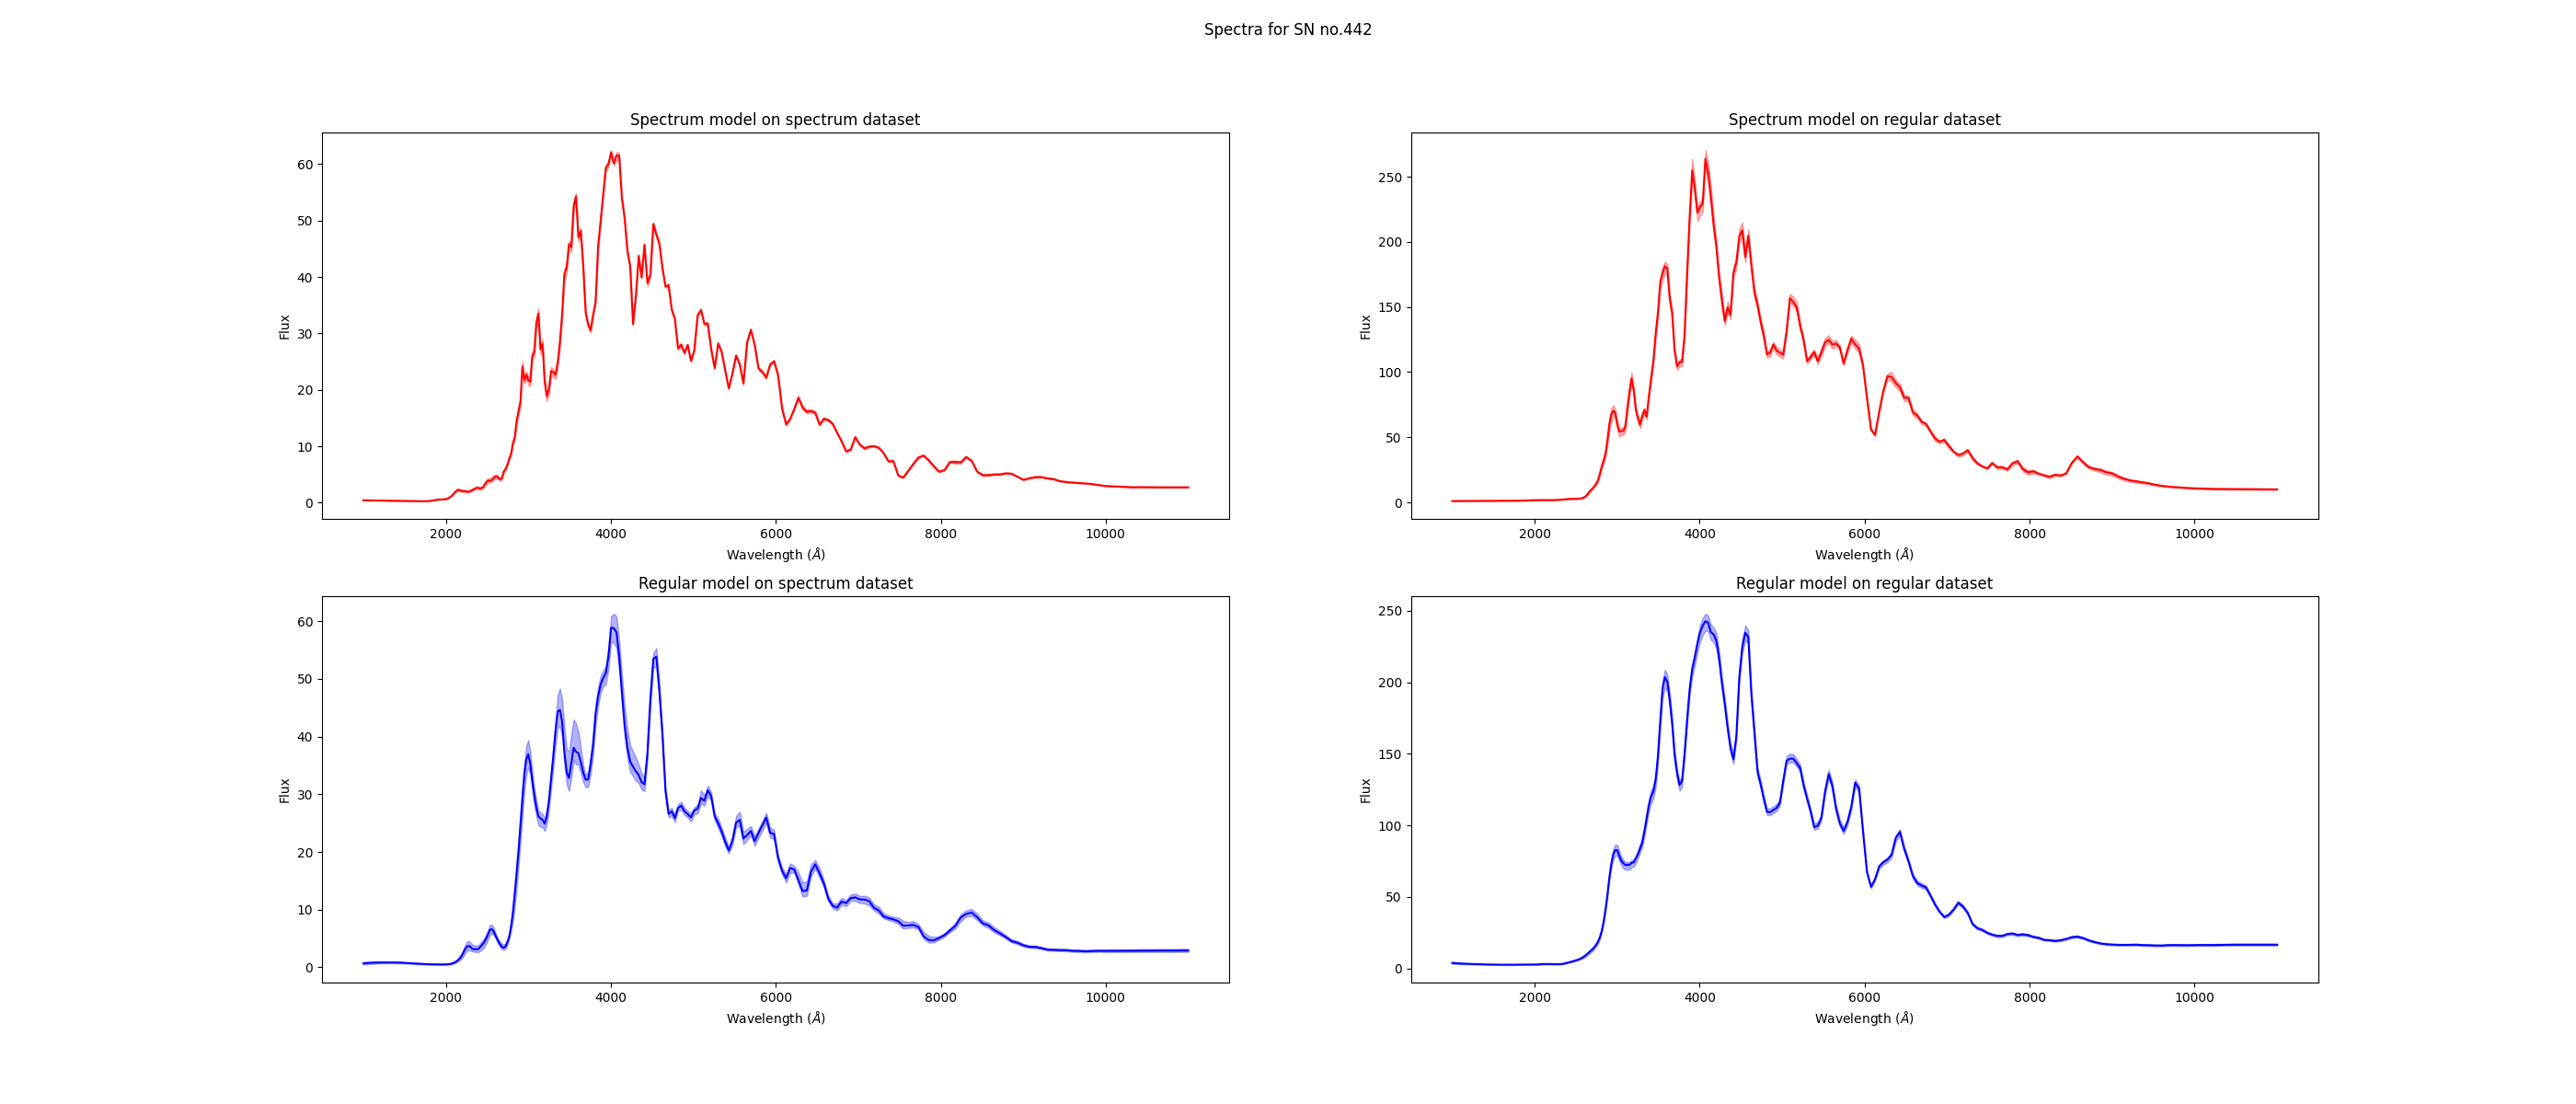 Spectra for SN no.442
Spectrum model on spectrum dataset
Flux
60
50
40
30
20
10
0
2000 4000 6000 8000 10000
Wavelength (Å)
Spectrum model on regular dataset
Flux
250
200
150
100
50
0
2000 4000 6000 8000 10000
Wavelength (Å)
Regular model on spectrum dataset
Flux
60
50
40
30
20
10
0
2000 4000 6000 8000 10000
Wavelength (Å)
Regular model on regular dataset
Flux
250
200
150
100
50
0
2000 4000 6000 8000 10000
Wavelength (Å)